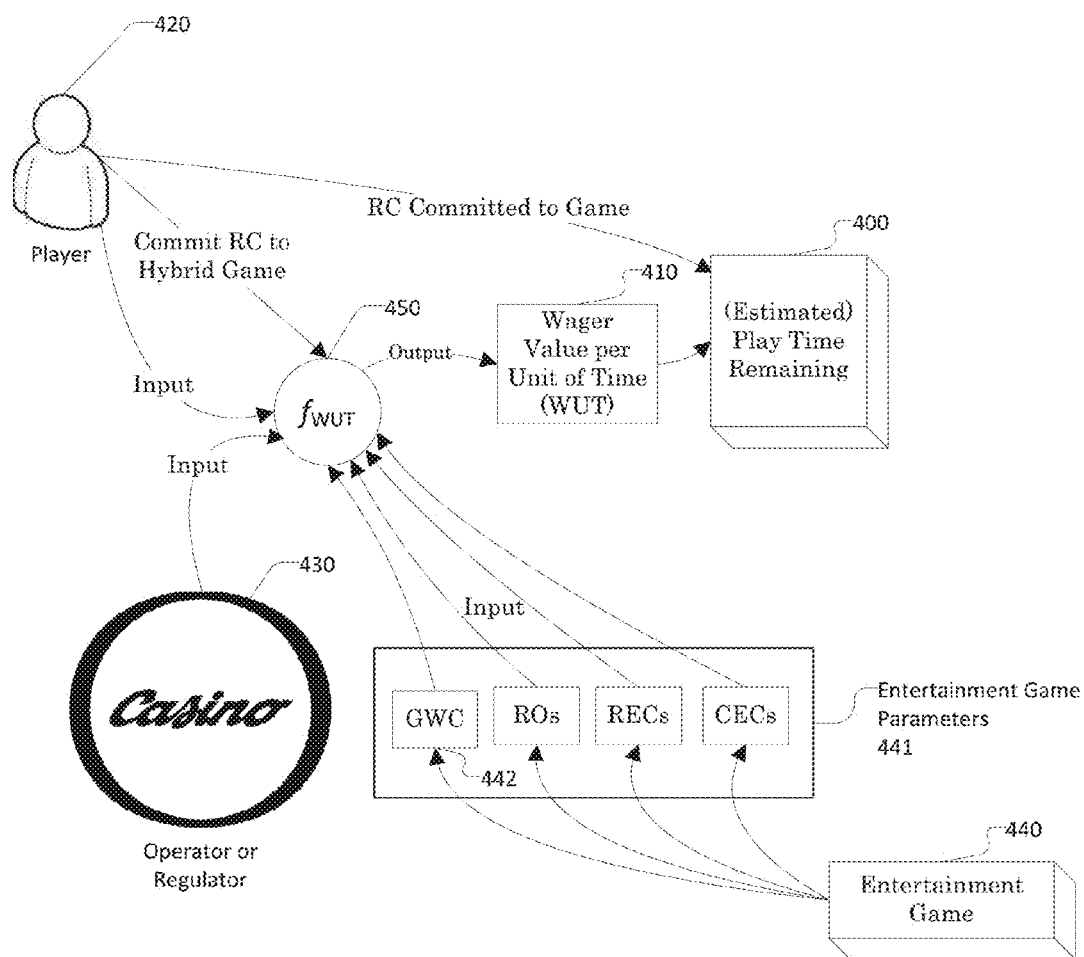 420
Player
RC Committed to Game
Commit RC to
Hybrid Game
400
410
450
(Estimated)
Play Time
Remaining
Wager
Value per
Unit of Time
(WUT)
Output
Input
fWUT
Input
430
Casino
Operator or
Regulator
Input
GWC
ROs
RECs
CECs
442
Entertainment Game
Parameters
441
440
Entertainment
Game